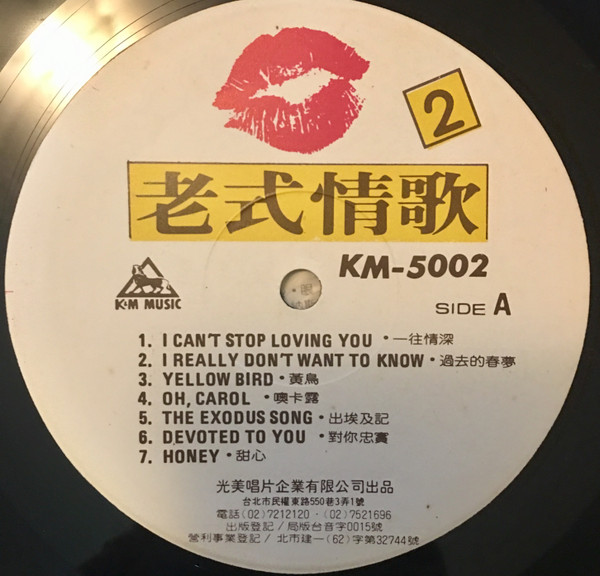 2
老式情歌
KM-5002
K&M MUSIC
SIDE A
1. I CAN'T STOP LOVING YOU・一往情深
2. I REALLY DON'T WANT TO KNOW・過去的春夢
3. YELLOW BIRD・黃鳥
4. OH, CAROL・噢卡露
5. THE EXODUS SONG・出埃及記
6. DEVOTED TO YOU・對你忠實
7. HONEY・甜心
光美唱片企業有限公司出品
台北市民權東路550巷3弄1號
電話(02)7212120・(02)7521696
出版登記/局版台音字0015號
營利事業登記/北市建一(62)字第32744號